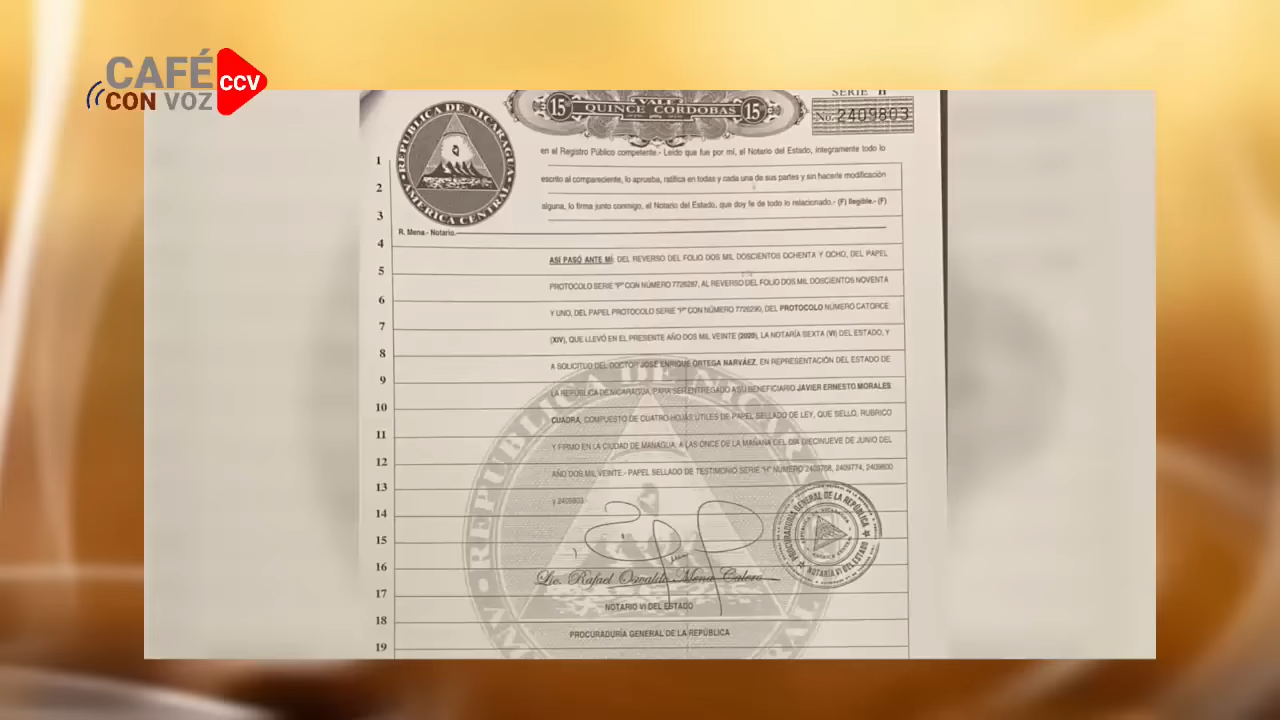 CAFÉ
CON VOZ
CCV
SERIE "H"
VALE
15 QUINCE CÓRDOBAS 15
No. 2409803
REPUBLICA DE NICARAGUA
AMERICA CENTRAL
en el Registro Público competente.- Leído que fue por mí, el Notario del Estado, íntegramente todo lo
1
escrito al compareciente, lo aprueba, ratifica en todas y cada una de sus partes y sin hacerle modificación
2
alguna, lo firma junto conmigo, el Notario del Estado, que doy fe de todo lo relacionado.- (F) Ilegible.- (F)
3
R. Mena.- Notario.
4
ASÍ PASÓ ANTE MÍ: DEL REVERSO DEL FOLIO DOS MIL DOSCIENTOS OCHENTA Y OCHO, DEL PAPEL
5
PROTOCOLO SERIE "P" CON NÚMERO 7726287, AL REVERSO DEL FOLIO DOS MIL DOSCIENTOS NOVENTA
6
Y UNO, DEL PAPEL PROTOCOLO SERIE "P" CON NÚMERO 7726290, DEL PROTOCOLO NÚMERO CATORCE
7
(XIV), QUE LLEVÓ EN EL PRESENTE AÑO DOS MIL VEINTE (2020), LA NOTARÍA SEXTA (VI) DEL ESTADO, Y
8
A SOLICITUD DEL DOCTOR JOSÉ ENRIQUE ORTEGA NARVÁEZ, EN REPRESENTACIÓN DEL ESTADO DE
9
LA REPÚBLICA DE NICARAGUA, PARA SER ENTREGADO A SU BENEFICIARIO JAVIER ERNESTO MORALES
10
CUADRA, COMPUESTO DE CUATRO HOJAS ÚTILES DE PAPEL SELLADO DE LEY, QUE SELLO, RUBRICO
11
Y FIRMO EN LA CIUDAD DE MANAGUA, A LAS ONCE DE LA MAÑANA DEL DÍA DIECINUEVE DE JUNIO DEL
12
AÑO DOS MIL VEINTE.- PAPEL SELLADO DE TESTIMONIO SERIE "H" NÚMERO 2409768, 2409774, 2409800
13
y 2409803.-
14
15
16
Lic. Rafael Oswaldo Mena Calero
17
NOTARIO VI DEL ESTADO
18
PROCURADURÍA GENERAL DE LA REPÚBLICA
19
PROCURADURIA GENERAL DE LA REPÚBLICA
NOTARÍA VI DEL ESTADO
REPUBLICA DE NICARAGUA